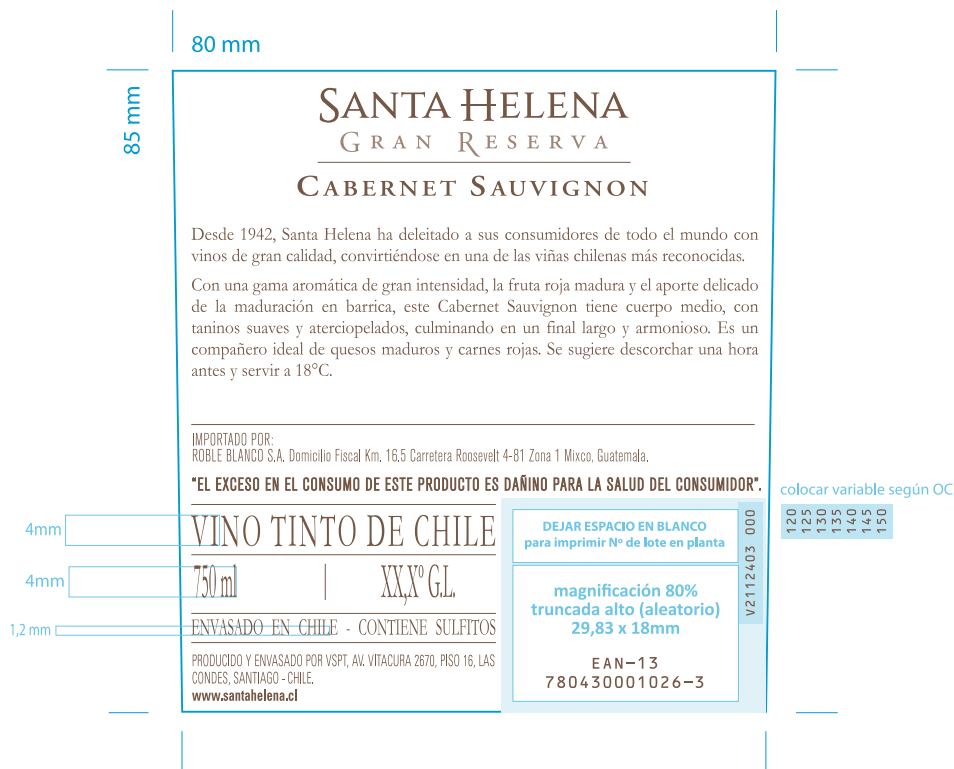 80 mm
85 mm
SANTA HELENA
GRAN RESERVA
CABERNET SAUVIGNON
Desde 1942, Santa Helena ha deleitado a sus consumidores de todo el mundo con
vinos de gran calidad, convirtiéndose en una de las viñas chilenas más reconocidas.
Con una gama aromática de gran intensidad, la fruta roja madura y el aporte delicado
de la maduración en barrica, este Cabernet Sauvignon tiene cuerpo medio, con
taninos suaves y aterciopelados, culminando en un final largo y armonioso. Es un
compañero ideal de quesos maduros y carnes rojas. Se sugiere descorchar una hora
antes y servir a 18°C.
IMPORTADO POR:
ROBLE BLANCO S.A. Domicilio Fiscal Km. 16.5 Carretera Roosevelt 4-81 Zona 1 Mixco, Guatemala.
"EL EXCESO EN EL CONSUMO DE ESTE PRODUCTO ES DAÑINO PARA LA SALUD DEL CONSUMIDOR".
4mm
VINO TINTO DE CHILE
4mm
750 ml | XX,Xº G.L.
1,2 mm
ENVASADO EN CHILE - CONTIENE SULFITOS
PRODUCIDO Y ENVASADO POR VSPT, AV. VITACURA 2670, PISO 16, LAS
CONDES, SANTIAGO - CHILE.
www.santahelena.cl
DEJAR ESPACIO EN BLANCO
para imprimir Nº de lote en planta
magnificación 80%
truncada alto (aleatorio)
29,83 x 18mm
EAN-13
780430001026-3
V2112403 000
colocar variable según OC
120
125
130
135
140
145
150